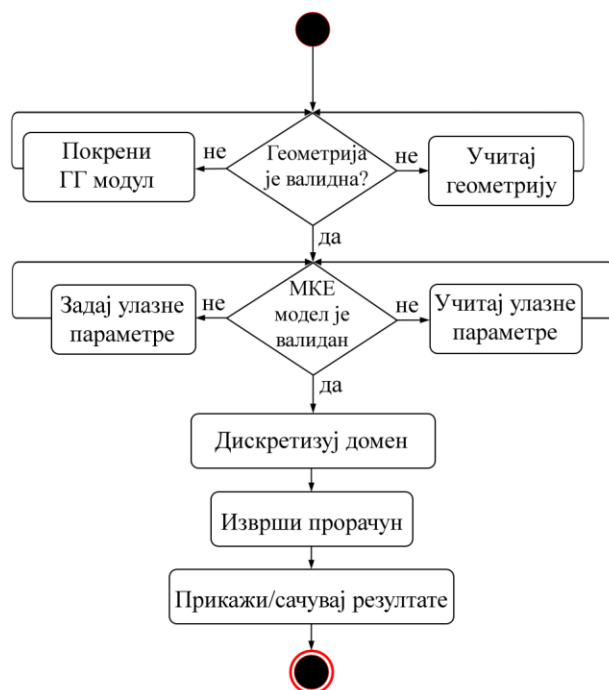 Покрени
ГГ модул
не
Геометрија
је валидна?
не
Учитај
геометрију
да
Задај улазне
параметре
не
МКЕ
модел је
валидан
не
Учитај улазне
параметре
да
Дискретизуј домен
Изврши прорачун
Прикажи/сачувај резултате